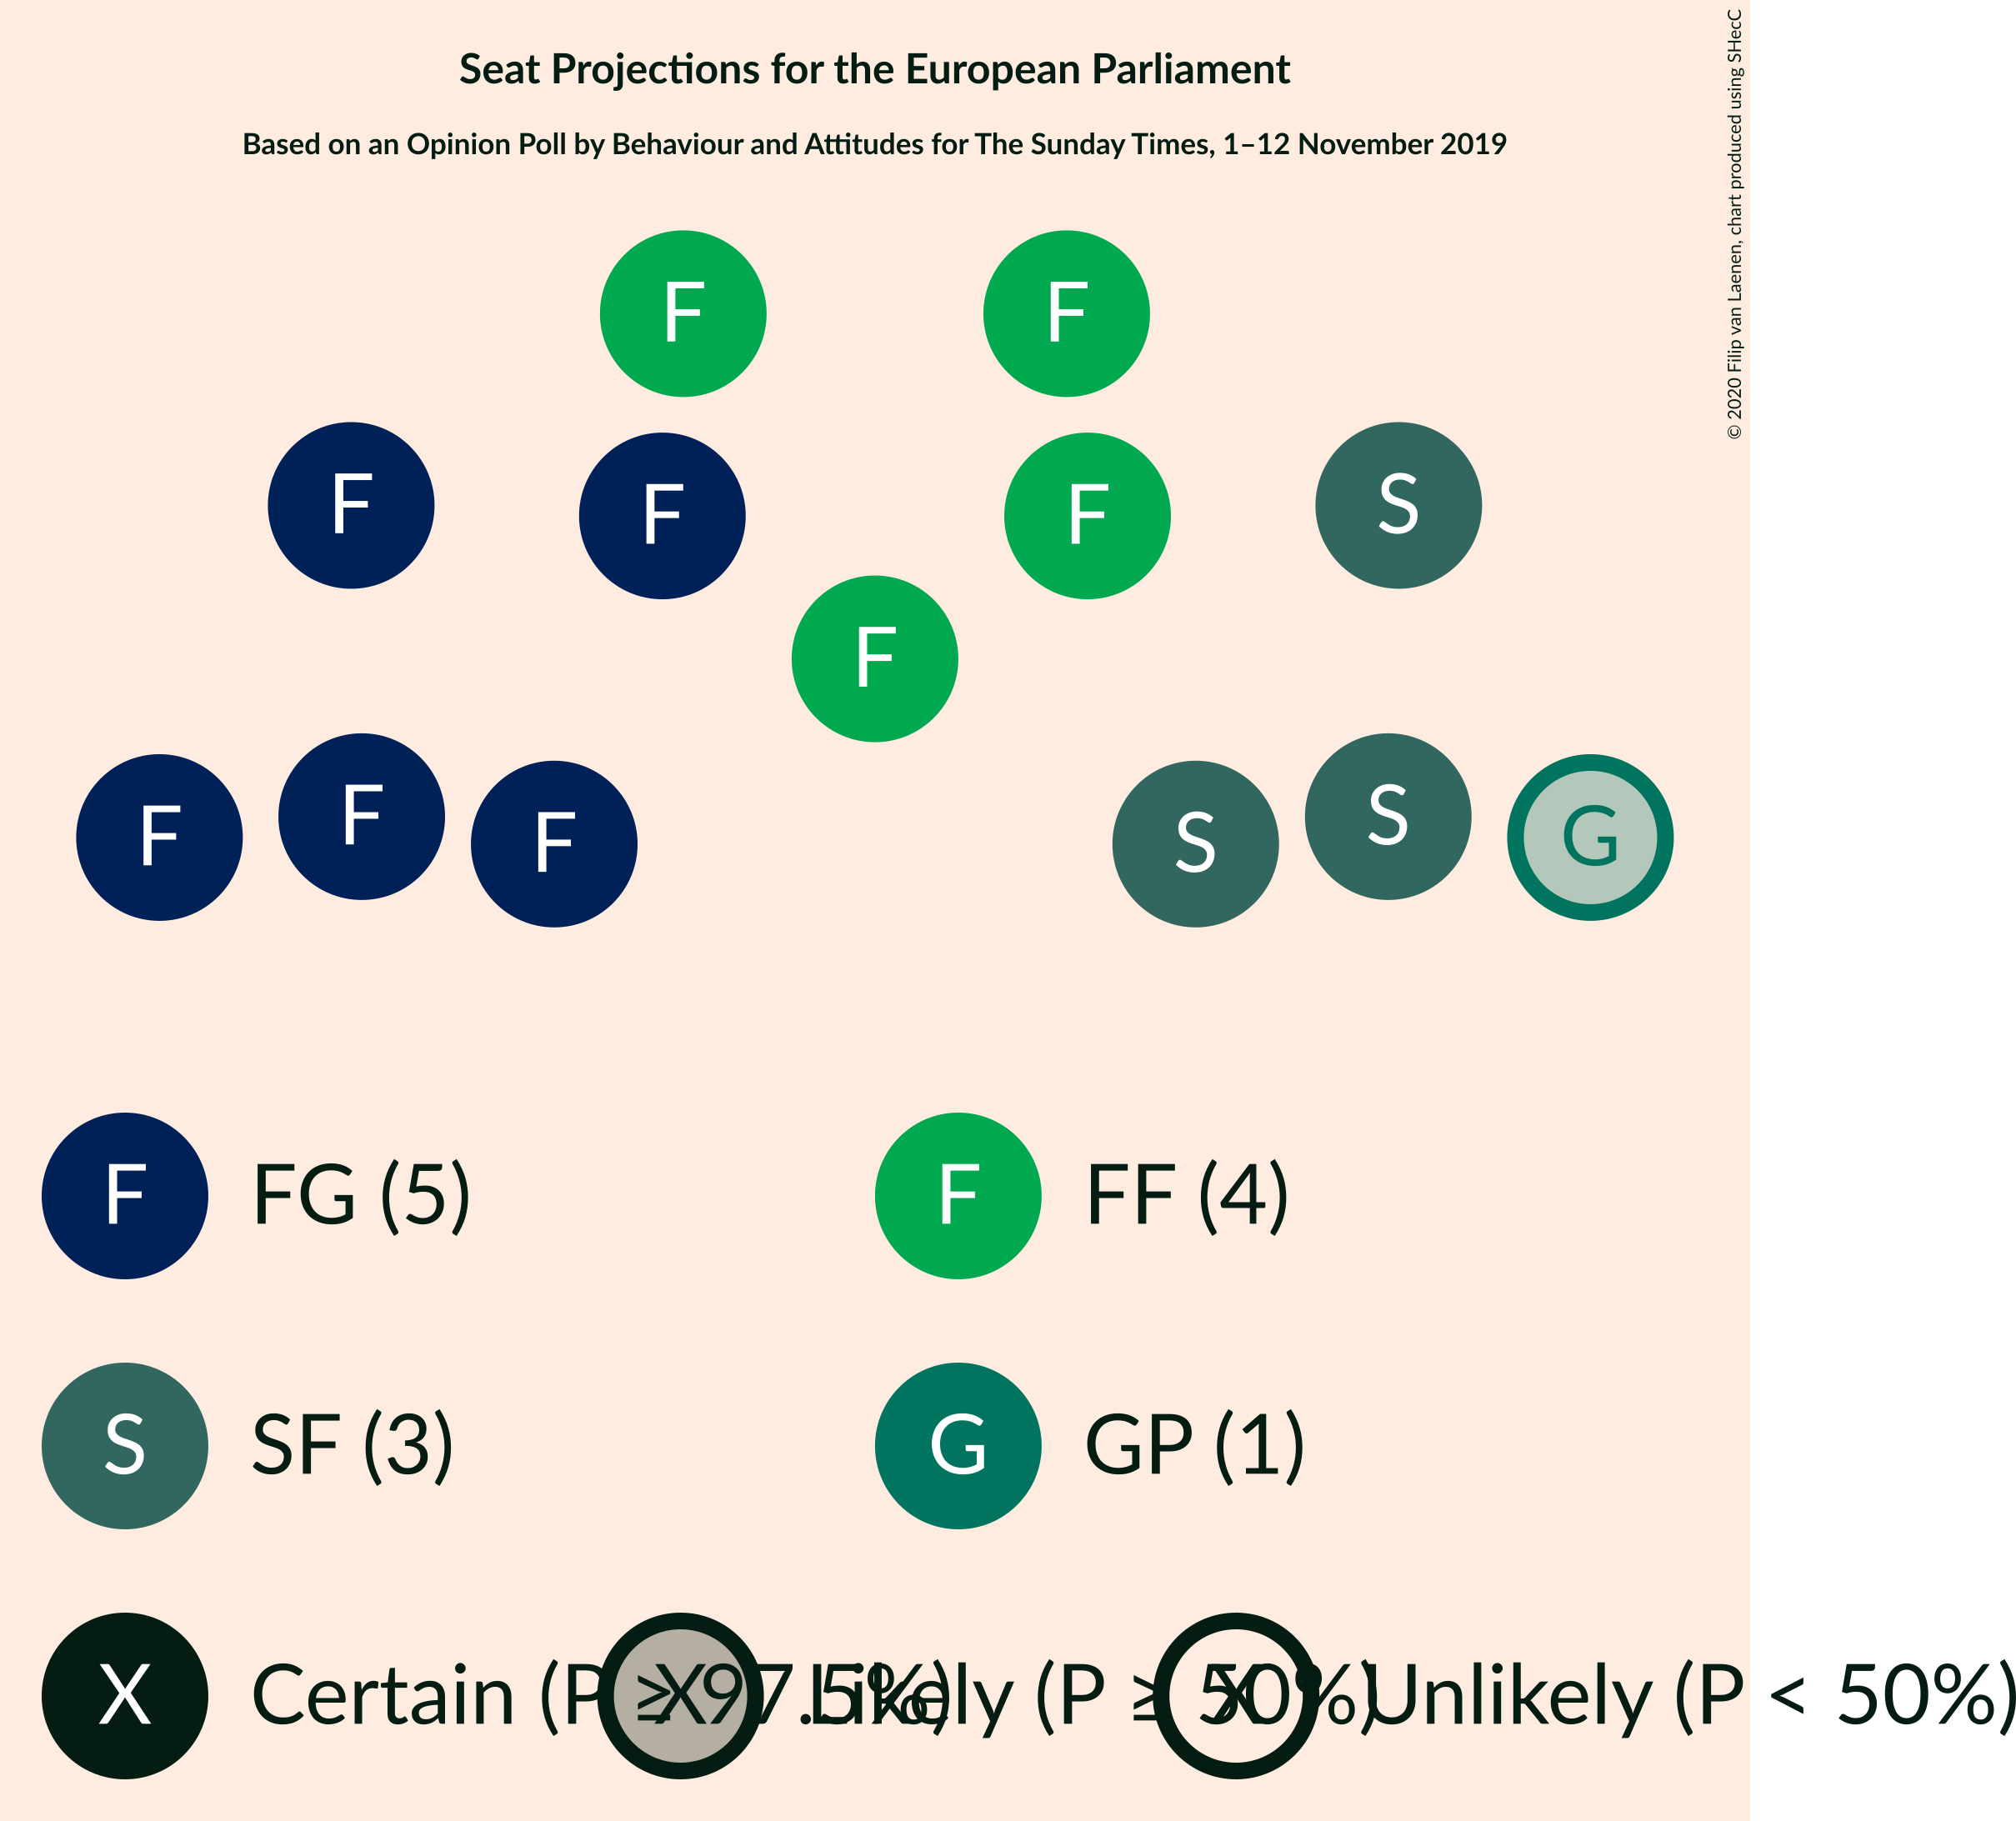 Seat Projections for the European Parliament
Based on an Opinion Poll by Behaviour and Attitudes for The Sunday Times, 1–12 November 2019
© 2020 Filip van Laenen, chart produced using SHecC
F F
F F F S
F
F F F S S G
F FG (5) F FF (4)
S SF (3) G GP (1)
X Certain (P ≥ 97.5%) X Likely (P ≥ 50%) X Unlikely (P < 50%)